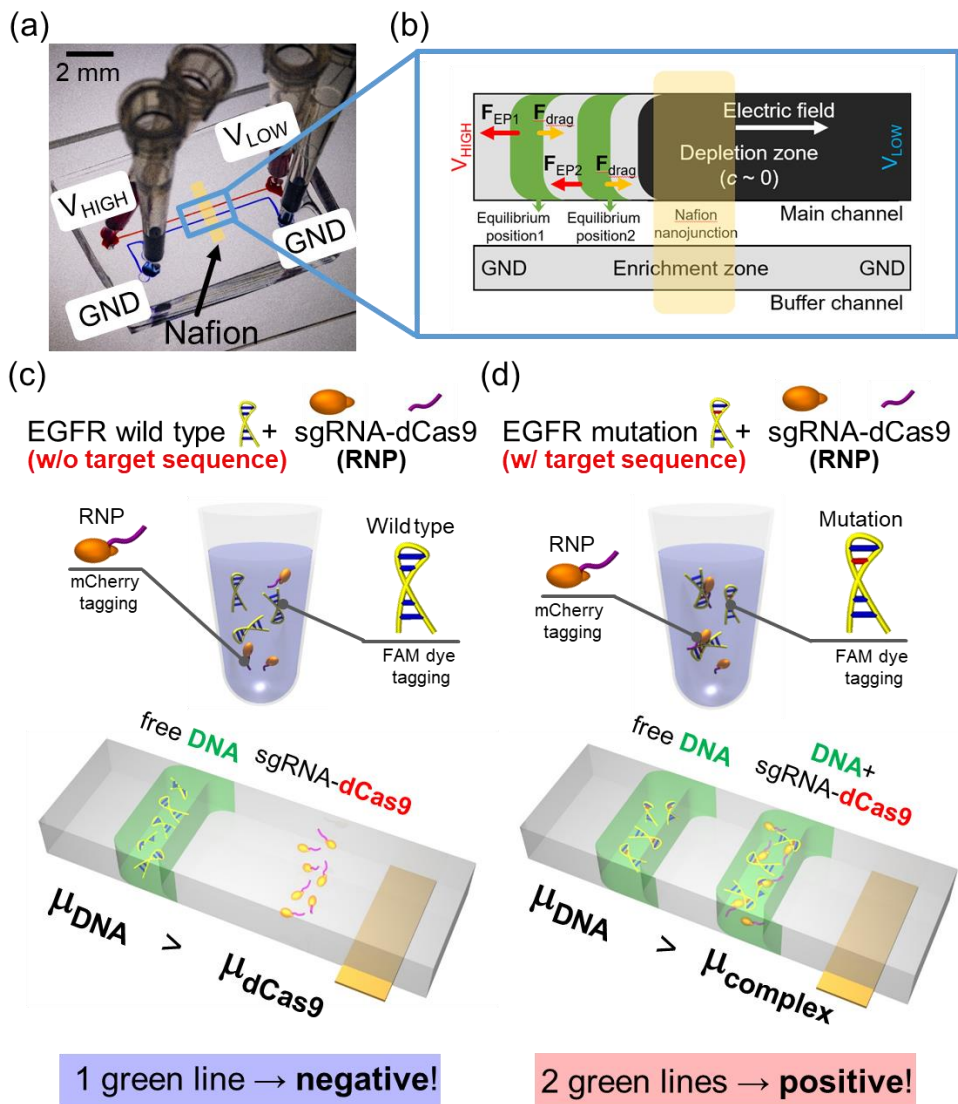 (a)
2 mm
V_LOW
V_HIGH
GND
GND
Nafion
(b)
V_HIGH
F_EP1
F_drag
F_EP2
F_drag
Electric field
Depletion zone
(c ~ 0)
V_LOW
Equilibrium
position1
Equilibrium
position2
Nafion
nanojunction
Main channel
GND
Enrichment zone
GND
Buffer channel
(c)
EGFR wild type + sgRNA-dCas9
(w/o target sequence)
(RNP)
RNP
mCherry
tagging
Wild type
FAM dye
tagging
free DNA
sgRNA-dCas9
μ_DNA > μ_dCas9
1 green line → negative!
(d)
EGFR mutation + sgRNA-dCas9
(w/ target sequence)
(RNP)
RNP
mCherry
tagging
Mutation
FAM dye
tagging
free DNA
DNA+
sgRNA-dCas9
μ_DNA > μ_complex
2 green lines → positive!